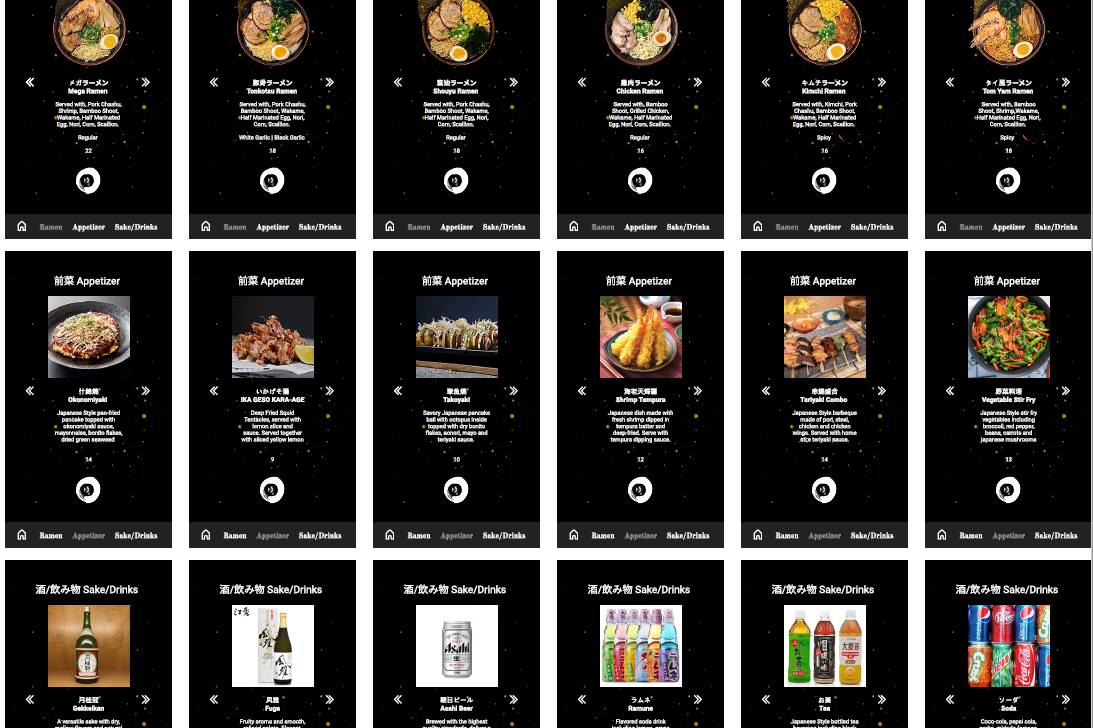 メガラーメン
Mega Ramen
Served with, Pork Chashu,
Shrimp, Bamboo Shoot,
Wakame, Half Marinated
Egg, Nori, Corn, Scallion.
Regular
22
Ramen Appetizer Sake/Drinks
豚骨ラーメン
Tonkotsu Ramen
Served with, Pork Chashu,
Bamboo Shoot, Wakame,
Half Marinated Egg, Nori,
Corn, Scallion.
White Garlic | Black Garlic
18
Ramen Appetizer Sake/Drinks
醤油ラーメン
Shouyu Ramen
Served with, Pork Chashu,
Bamboo Shoot, Wakame,
Half Marinated Egg, Nori,
Corn, Scallion.
Regular
18
Ramen Appetizer Sake/Drinks
鶏肉ラーメン
Chicken Ramen
Served with, Bamboo
Shoot, Grilled Chicken,
Wakame, Half Marinated
Egg, Nori, Corn, Scallion.
Regular
16
Ramen Appetizer Sake/Drinks
キムチラーメン
Kimchi Ramen
Served with, Kimchi, Pork
Chashu, Bamboo Shoot,
Wakame, Half Marinated
Egg, Nori, Corn, Scallion.
Spicy
16
Ramen Appetizer Sake/Drinks
タイ風ラーメン
Tom Yam Ramen
Served with, Bamboo
Shoot, Shrimp,Wakame,
Half Marinated Egg, Nori,
Corn, Scallion.
Spicy
18
Ramen Appetizer Sake/Drinks
前菜 Appetizer
什錦燒
Okonomiyaki
Japanese Style pan-fried
pancake topped with
okonomiyaki sauce,
mayonnaise, bonito flakes,
dried green seaweed
14
Ramen Appetizer Sake/Drinks
前菜 Appetizer
いかげそ揚
IKA GESO KARA-AGE
Deep Fried Squid
Tentacles, served with
lemon slice and
sauce. Served together
with sliced yellow lemon
9
Ramen Appetizer Sake/Drinks
前菜 Appetizer
章魚燒
Takoyaki
Savory Japanese pancake
ball with octopus inside
topped with dry bonito
flakes, aonori, mayo and
teriyaki sauce.
10
Ramen Appetizer Sake/Drinks
前菜 Appetizer
海老天婦羅
Shrimp Tempura
Japanese dish made with
fresh shrimp dipped in
tempura batter and
deep-fried. Serve with
tempura dipping sauce.
12
Ramen Appetizer Sake/Drinks
前菜 Appetizer
串燒盛合
Teriyaki Combo
Japanese Style barbeque
made of pork, steak,
chicken and chicken
wings. Served with home
style teriyaki sauce.
14
Ramen Appetizer Sake/Drinks
前菜 Appetizer
野菜料理
Vegetable Stir Fry
Japanese Style stir fry
vegetables including
broccoli, red pepper,
beans, carrots and
japanese mushrooms
13
Ramen Appetizer Sake/Drinks
酒/飲み物 Sake/Drinks
月桂冠
Gekkeikan
A versatile sake with dry,
酒/飲み物 Sake/Drinks
風雅
Fuga
Fruity aroma and smooth,
酒/飲み物 Sake/Drinks
Asahi
朝日ビール
Asahi Beer
Brewed with the highest
酒/飲み物 Sake/Drinks
ラムネ
Ramune
Flavored soda drink
酒/飲み物 Sake/Drinks
お茶
Tea
Japanese Style bottled tea
酒/飲み物 Sake/Drinks
ソーダ
Soda
Coco-cola, pepsi cola,